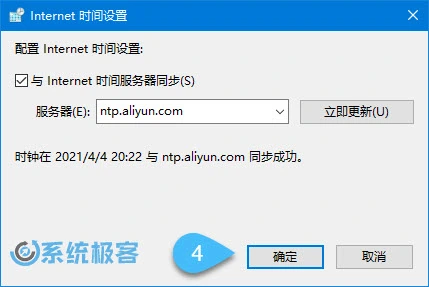 Internet 时间设置
配置 Internet 时间设置:
与 Internet 时间服务器同步(S)
服务器(E): ntp.aliyun.com 立即更新(U)
时钟在 2021/4/4 20:22 与 ntp.aliyun.com 同步成功。
系统极客 4 确定 取消